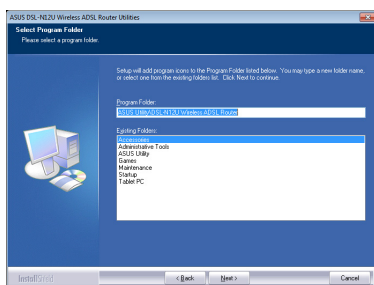 ASUS DSL-N12U Wireless ADSL Router Utilities
Select Program Folder
Please select a program folder.
Setup will add program icons to the Program Folder listed below. You may type a new folder name,
or select one from the existing folders list. Click Next to continue.
Program Folder:
ASUS Utility\DSL-N12U Wireless ADSL Router
Existing Folders:
Accessories
Administrative Tools
ASUS Utility
Games
Maintenance
Startup
Tablet PC
InstallShield
< Back
Next >
Cancel